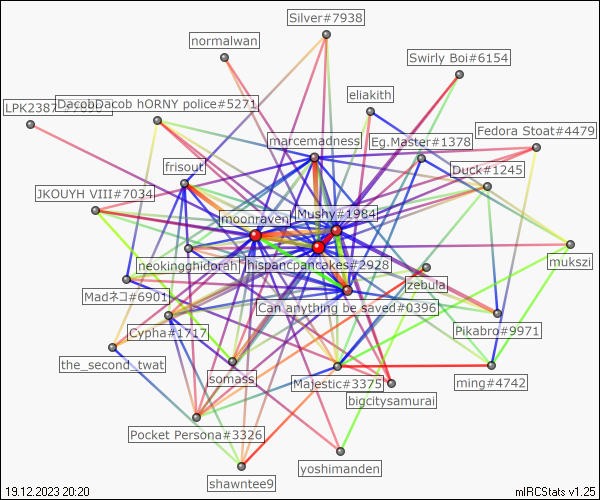 Silver#7938
normalwan
Swirly Boi#6154
eliakith
LPK2387
DacobDacob hORNY police#5271
Fedora Stoat#4479
marcemadness
Eg.Master#1378
frisout
Duck#1245
JKOUYH VIII#7034
moonraven
Mushy#1984
neokingghidorah
hispancpancakes#2928
mukszi
zebula
Madネコ#6901
Can anything be saved#0396
Cypha#1717
Pikabro#9971
the_second_twat
somass
Majestic#3375
ming#4742
bigcitysamurai
Pocket Persona#3326
yoshimanden
shawntee9
19.12.2023 20:20
mIRCStats v1.25